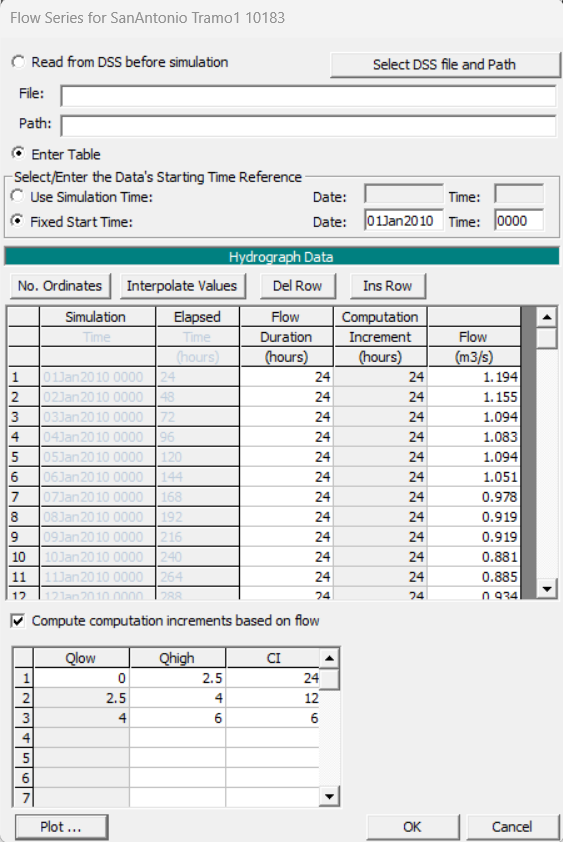 Flow Series for SanAntonio Tramo1 10183
Read from DSS before simulation
Select DSS file and Path
File:
Path:
Enter Table
Select/Enter the Data's Starting Time Reference
Use Simulation Time: Date: Time:
Fixed Start Time: Date: 01Jan2010 Time: 0000
Hydrograph Data
No. Ordinates Interpolate Values Del Row Ins Row
Simulation Elapsed Flow Computation
Time Time Duration Increment Flow
(hours) (hours) (hours) (m3/s)
1 01Jan2010 0000 24 24 24 1.194
2 02Jan2010 0000 48 24 24 1.155
3 03Jan2010 0000 72 24 24 1.094
4 04Jan2010 0000 96 24 24 1.083
5 05Jan2010 0000 120 24 24 1.094
6 06Jan2010 0000 144 24 24 1.051
7 07Jan2010 0000 168 24 24 0.978
8 08Jan2010 0000 192 24 24 0.919
9 09Jan2010 0000 216 24 24 0.919
10 10Jan2010 0000 240 24 24 0.881
11 11Jan2010 0000 264 24 24 0.885
12 12Jan2010 0000 288 24 24 0.934
Compute computation increments based on flow
Qlow Qhigh CI
1 0 2.5 24
2 2.5 4 12
3 4 6 6
4
5
6
7
Plot ... OK Cancel